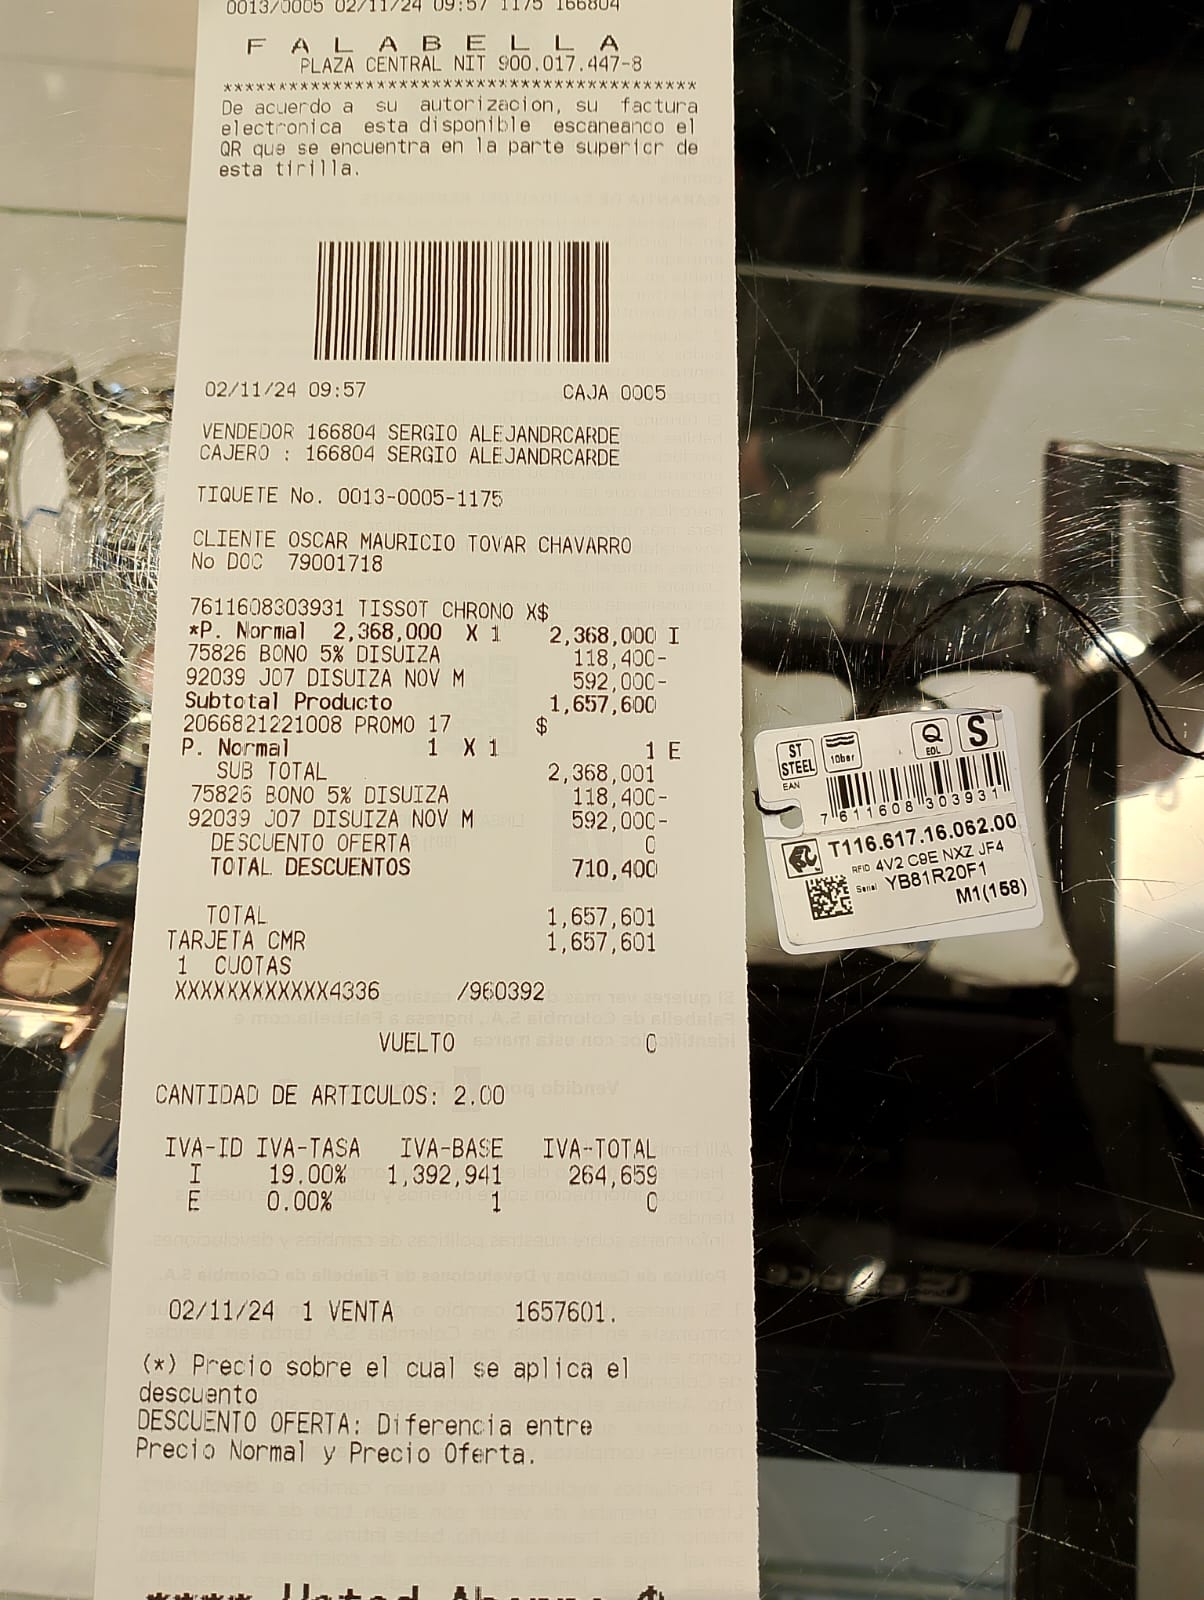 0013/0005 02/11/24 09:57 1175 166804
F A L A B E L L A
PLAZA CENTRAL NIT 900.017.447-8
****************************************************
De acuerdo a su autorizacion, su factura
electronica esta disponible escaneando el
QR que se encuentra en la parte superior de
esta tirilla.
02/11/24 09:57 CAJA 0005
VENDEDOR 166804 SERGIO ALEJANDRCARDE
CAJERO : 166804 SERGIO ALEJANDRCARDE
TIQUETE No. 0013-0005-1175
CLIENTE OSCAR MAURICIO TOVAR CHAVARRO
No DOC 79001718
7611608303931 TISSOT CHRONO X$
*P. Normal 2,368,000 X 1 2,368,000 I
75826 BONO 5% DISUIZA 118,400-
92039 J07 DISUIZA NOV M 592,000-
Subtotal Producto 1,657,600
2066821221008 PROMO 17 $
P. Normal 1 X 1 1 E
SUB TOTAL 2,368,001
75826 BONO 5% DISUIZA 118,400-
92039 J07 DISUIZA NOV M 592,000-
DESCUENTO OFERTA 0
TOTAL DESCUENTOS 710,400
TOTAL 1,657,601
TARJETA CMR 1,657,601
1 CUOTAS
XXXXXXXXXXXX4336 /960392
VUELTO 0
CANTIDAD DE ARTICULOS: 2.00
IVA-ID IVA-TASA IVA-BASE IVA-TOTAL
I 19.00% 1,392,941 264,659
E 0.00% 1 0
02/11/24 1 VENTA 1657601.
(*) Precio sobre el cual se aplica el
descuento
DESCUENTO OFERTA: Diferencia entre
Precio Normal y Precio Oferta.
**** Usted Ahorro $
ST STEEL 10bar Q EOL S
EAN
7 611608 303931
T116.617.16.062.00
RFID 4V2 C9E NXZ JF4
Serial YB81R20F1
M1(158)